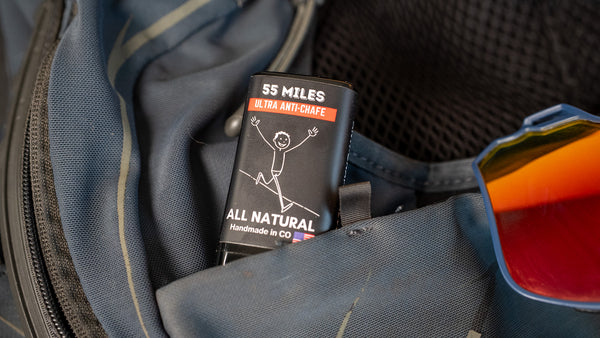 55 MILES
ULTRA ANTI-CHAFE
ALL NATURAL
Handmade in CO